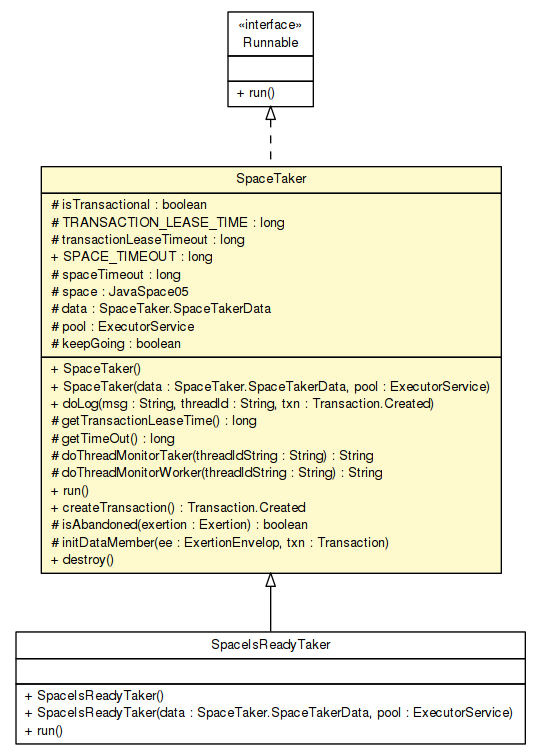 «interface»
Runnable
+ run()
SpaceTaker
# isTransactional : boolean
# TRANSACTION_LEASE_TIME : long
# transactionLeaseTimeout : long
+ SPACE_TIMEOUT : long
# spaceTimeout : long
# space : JavaSpace05
# data : SpaceTaker.SpaceTakerData
# pool : ExecutorService
# keepGoing : boolean
+ SpaceTaker()
+ SpaceTaker(data : SpaceTaker.SpaceTakerData, pool : ExecutorService)
+ doLog(msg : String, threadId : String, txn : Transaction.Created)
# getTransactionLeaseTime() : long
# getTimeOut() : long
# doThreadMonitorTaker(threadIdString : String) : String
# doThreadMonitorWorker(threadIdString : String) : String
+ run()
+ createTransaction() : Transaction.Created
# isAbandoned(exertion : Exertion) : boolean
# initDataMember(ee : ExertionEnvelop, txn : Transaction)
+ destroy()
SpaceIsReadyTaker
+ SpaceIsReadyTaker()
+ SpaceIsReadyTaker(data : SpaceTaker.SpaceTakerData, pool : ExecutorService)
+ run()